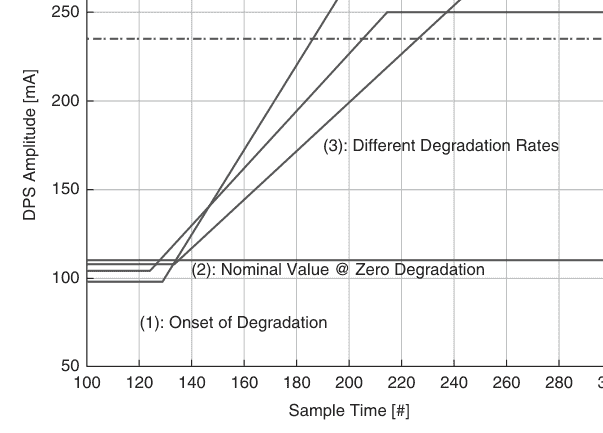 250
200
150
100
50
DPS Amplitude [mA]
(3): Different Degradation Rates
(2): Nominal Value @ Zero Degradation
(1): Onset of Degradation
100 120 140 160 180 200 220 240 260 280 3
Sample Time [#]